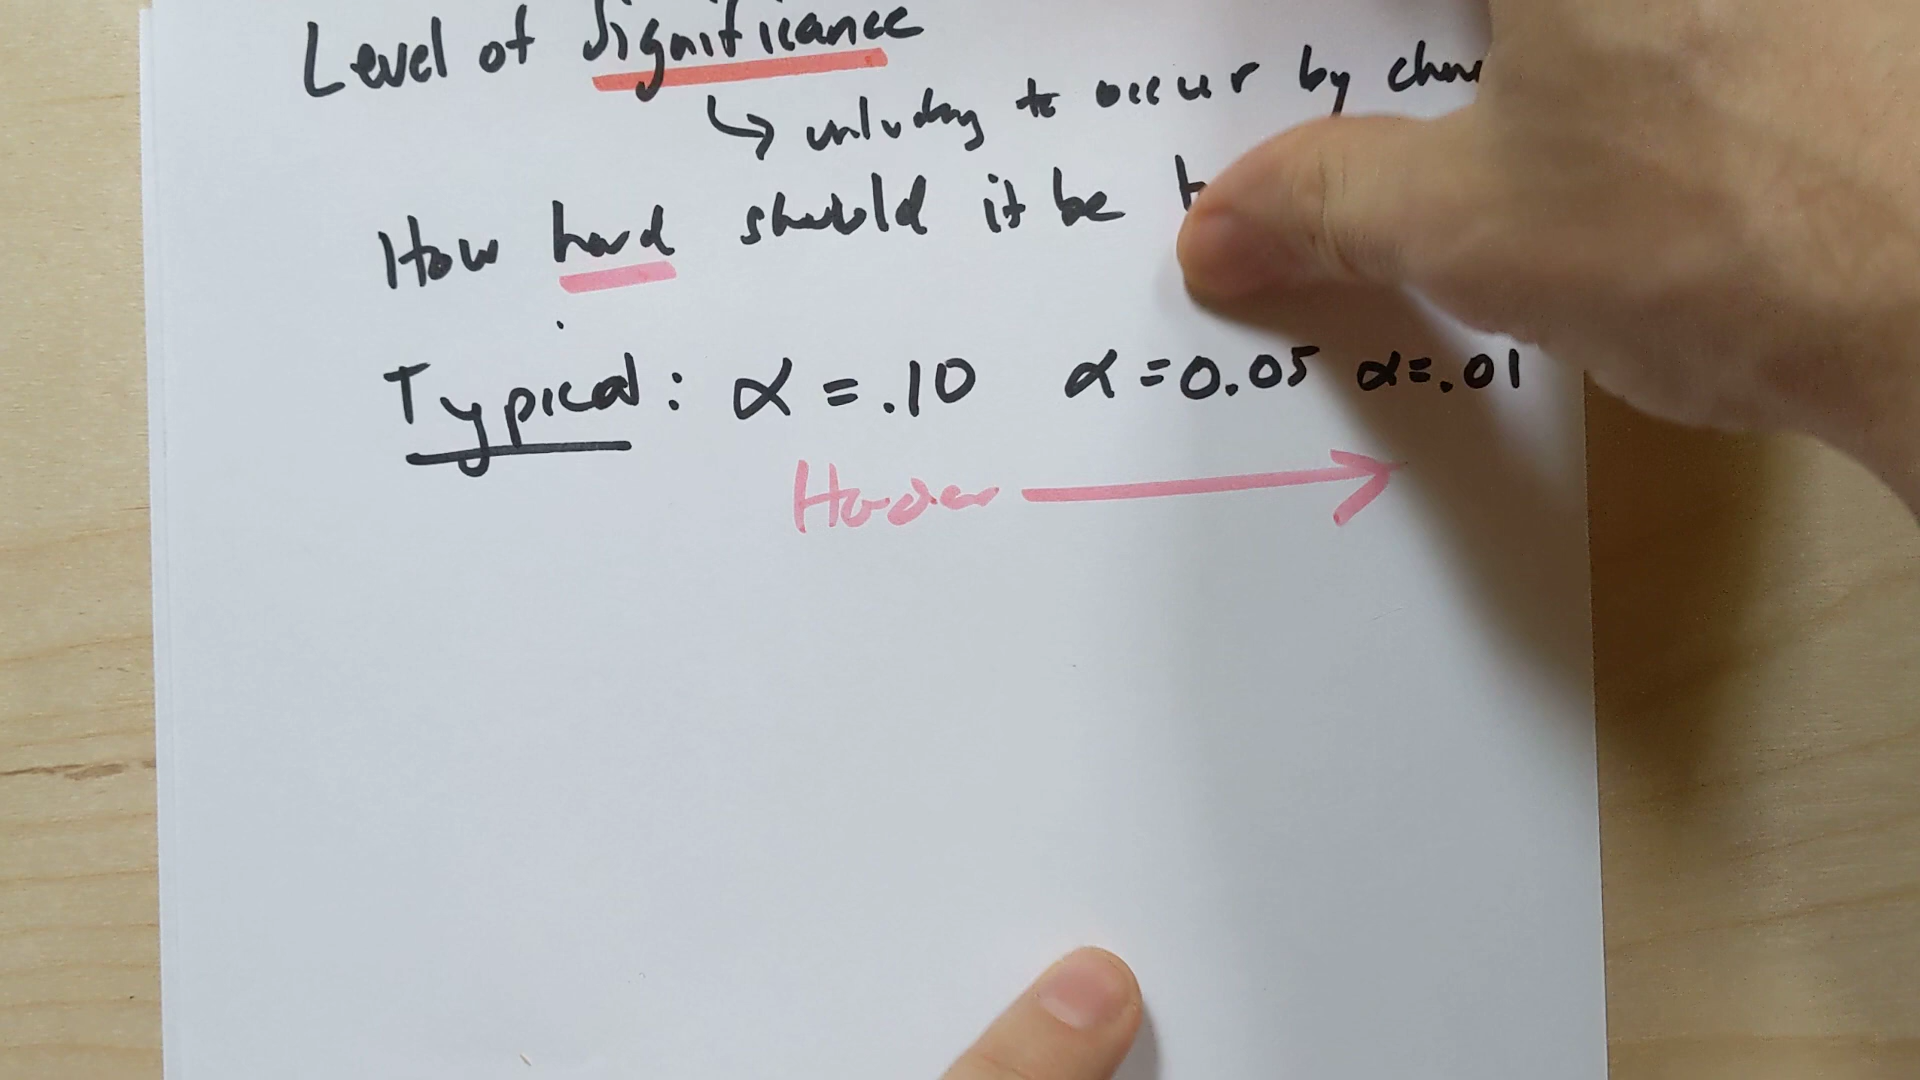 Level of Significance
↳ unlikely to occur by
How hard should it be
Typical: α = .10 α = 0.05 α = .01
Harder →